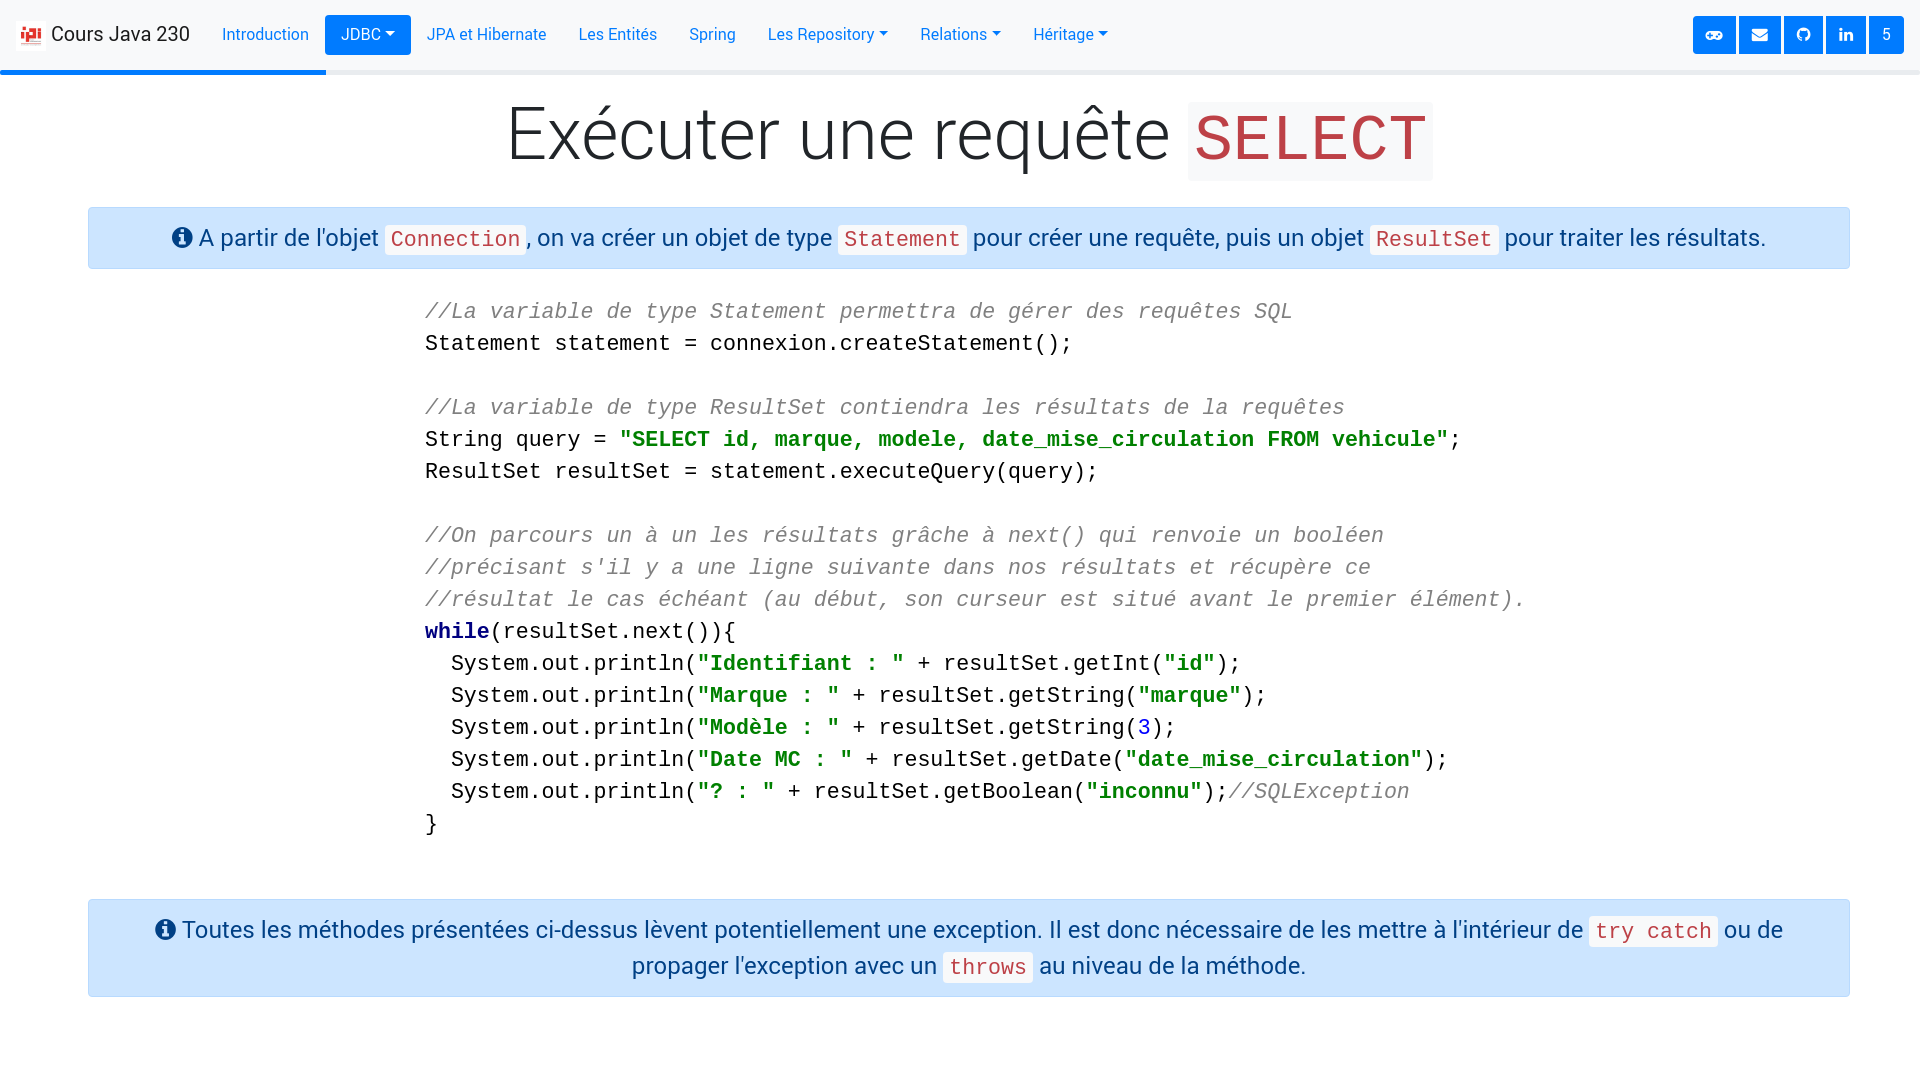 Cours Java 230 Introduction JDBC JPA et Hibernate Les Entités Spring Les Repository Relations Héritage 5
Exécuter une requête SELECT
A partir de l'objet Connection, on va créer un objet de type Statement pour créer une requête, puis un objet ResultSet pour traiter les résultats.
//La variable de type Statement permettra de gérer des requêtes SQL
Statement statement = connexion.createStatement();
//La variable de type ResultSet contiendra les résultats de la requêtes
String query = "SELECT id, marque, modele, date_mise_circulation FROM vehicule";
ResultSet resultSet = statement.executeQuery(query);
//On parcours un à un les résultats grâche à next() qui renvoie un booléen
//précisant s'il y a une ligne suivante dans nos résultats et récupère ce
//résultat le cas échéant (au début, son curseur est situé avant le premier élément).
while(resultSet.next()){
  System.out.println("Identifiant : " + resultSet.getInt("id");
  System.out.println("Marque : " + resultSet.getString("marque");
  System.out.println("Modèle : " + resultSet.getString(3);
  System.out.println("Date MC : " + resultSet.getDate("date_mise_circulation");
  System.out.println("? : " + resultSet.getBoolean("inconnu");//SQLException
}
Toutes les méthodes présentées ci-dessus lèvent potentiellement une exception. Il est donc nécessaire de les mettre à l'intérieur de try catch ou de
propager l'exception avec un throws au niveau de la méthode.